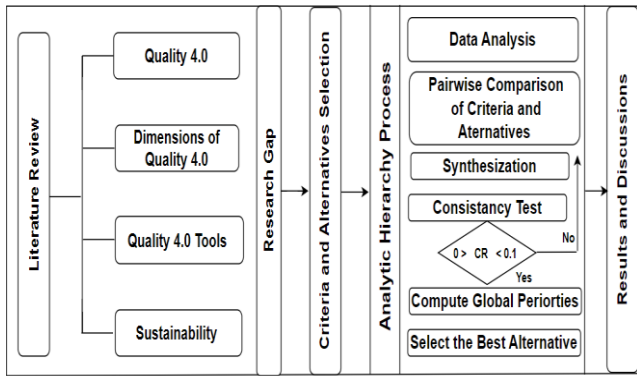 Literature Review
Quality 4.0
Dimensions of
Quality 4.0
Quality 4.0 Tools
Sustainability
Research Gap
Criteria and Alternatives Selection
Analytic Hierarchy Process
Data Analysis
Pairwise Comparison
of Criteria and
Aternatives
Synthesization
Consistancy Test
0 > CR < 0.1
No
Yes
Compute Global Periorties
Select the Best Alternative
Results and Discussions